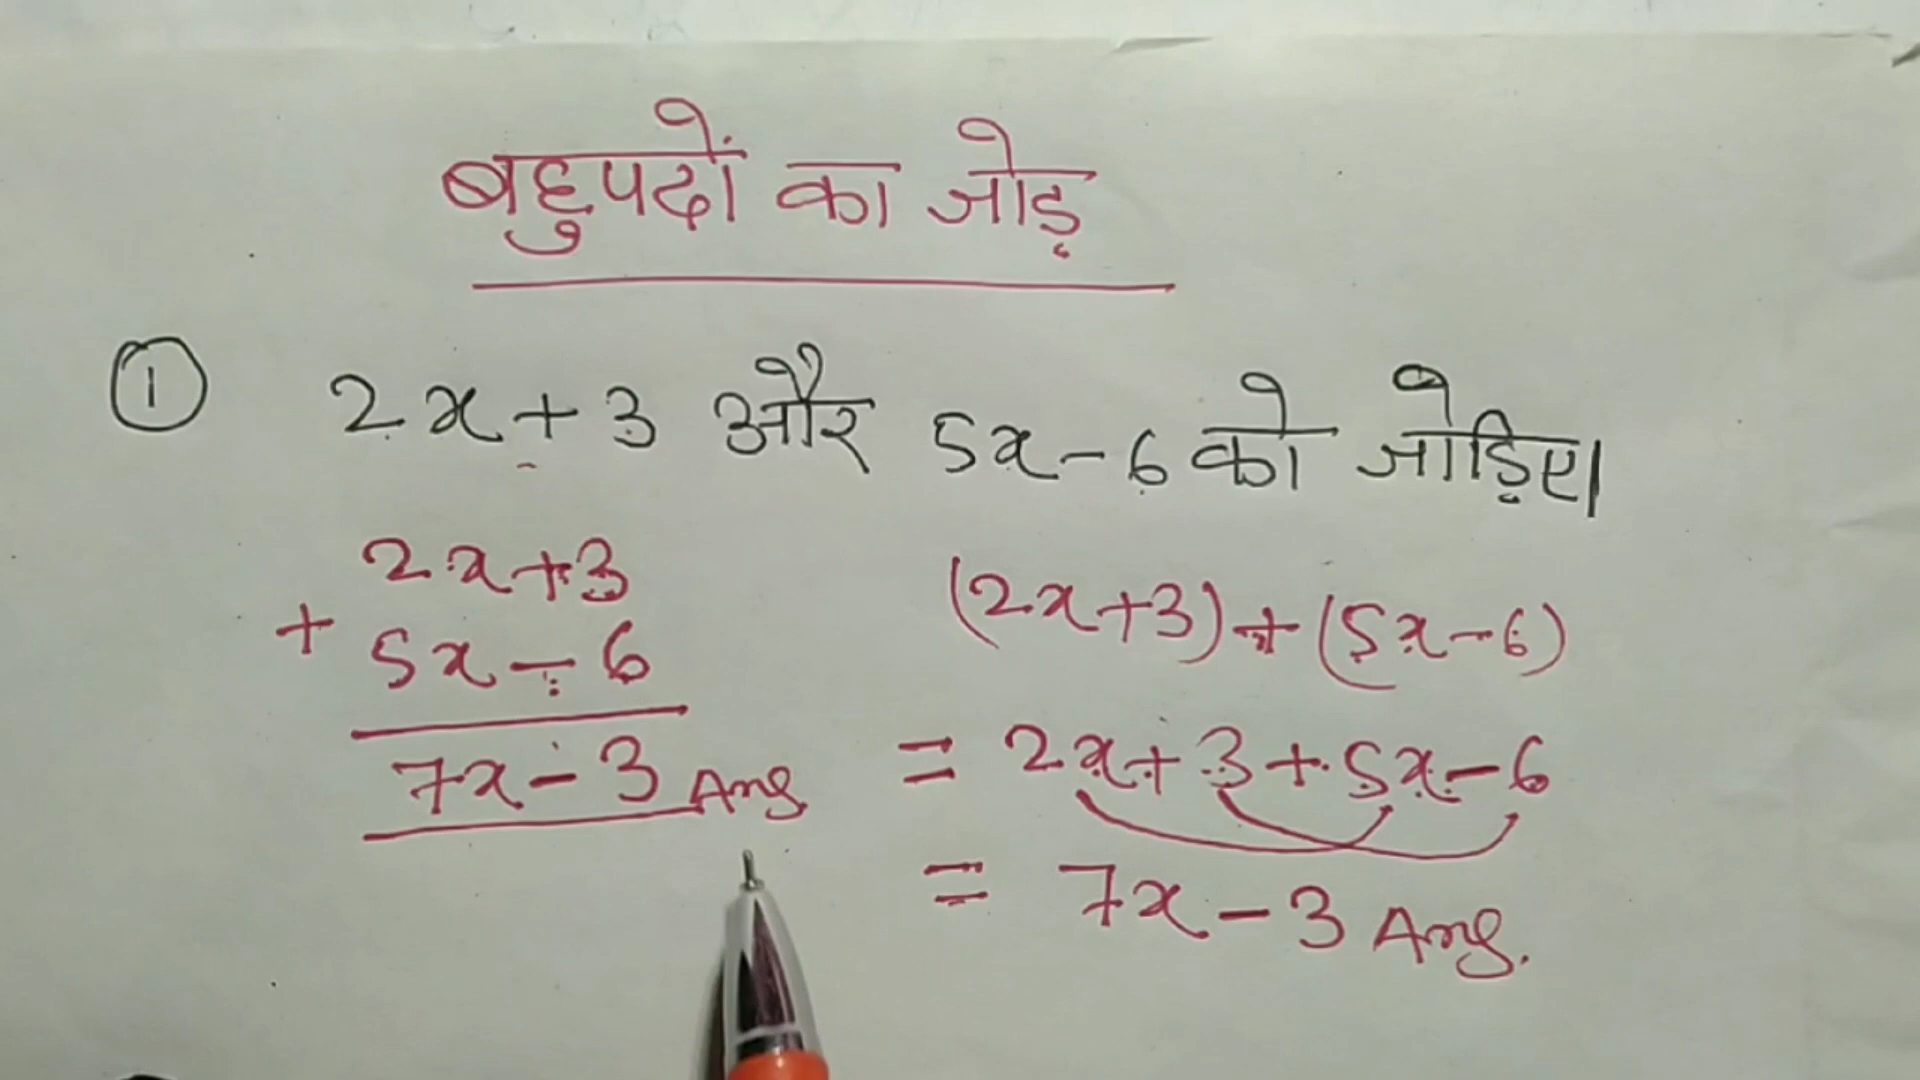 बहुपदों का जोड़
① 2x+3 और 5x-6 को जोड़िए।
2x+3
+ 5x-6
7x-3 Ans
(2x+3)+(5x-6)
= 2x+3+5x-6
= 7x-3 Ans.